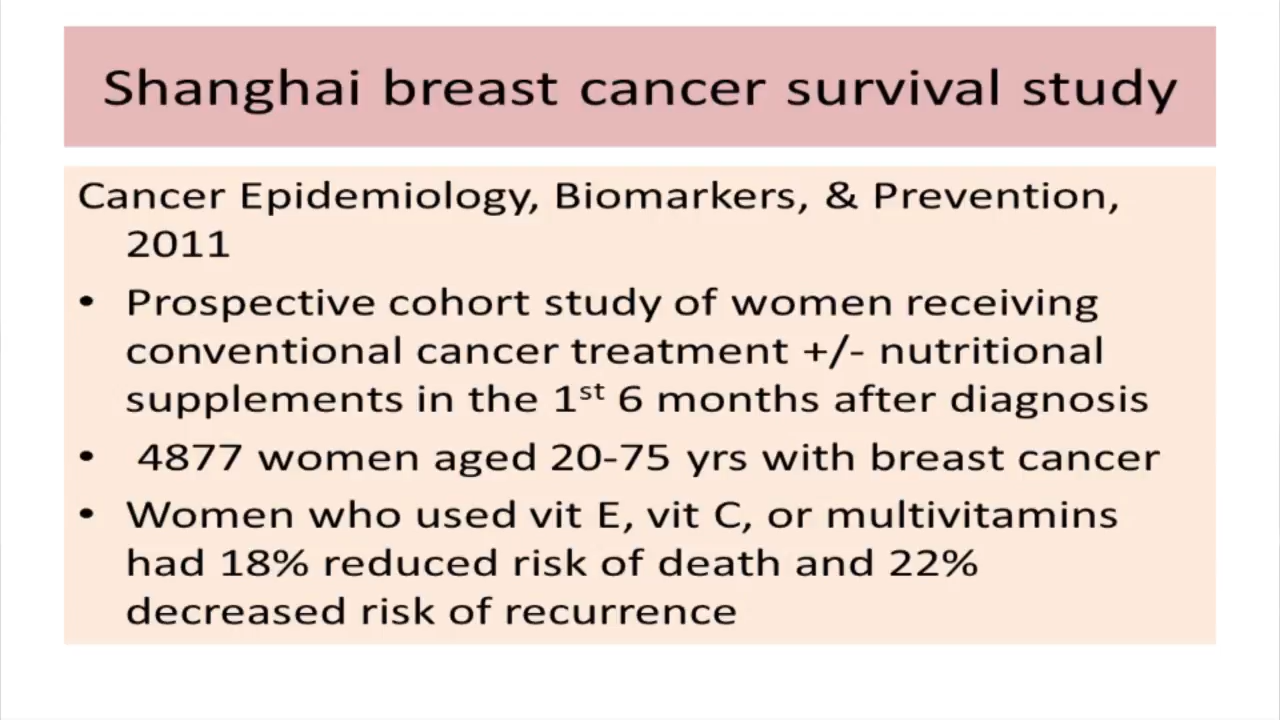 Shanghai breast cancer survival study
Cancer Epidemiology, Biomarkers, & Prevention,
2011
• Prospective cohort study of women receiving
conventional cancer treatment +/- nutritional
supplements in the 1st 6 months after diagnosis
• 4877 women aged 20-75 yrs with breast cancer
• Women who used vit E, vit C, or multivitamins
had 18% reduced risk of death and 22%
decreased risk of recurrence